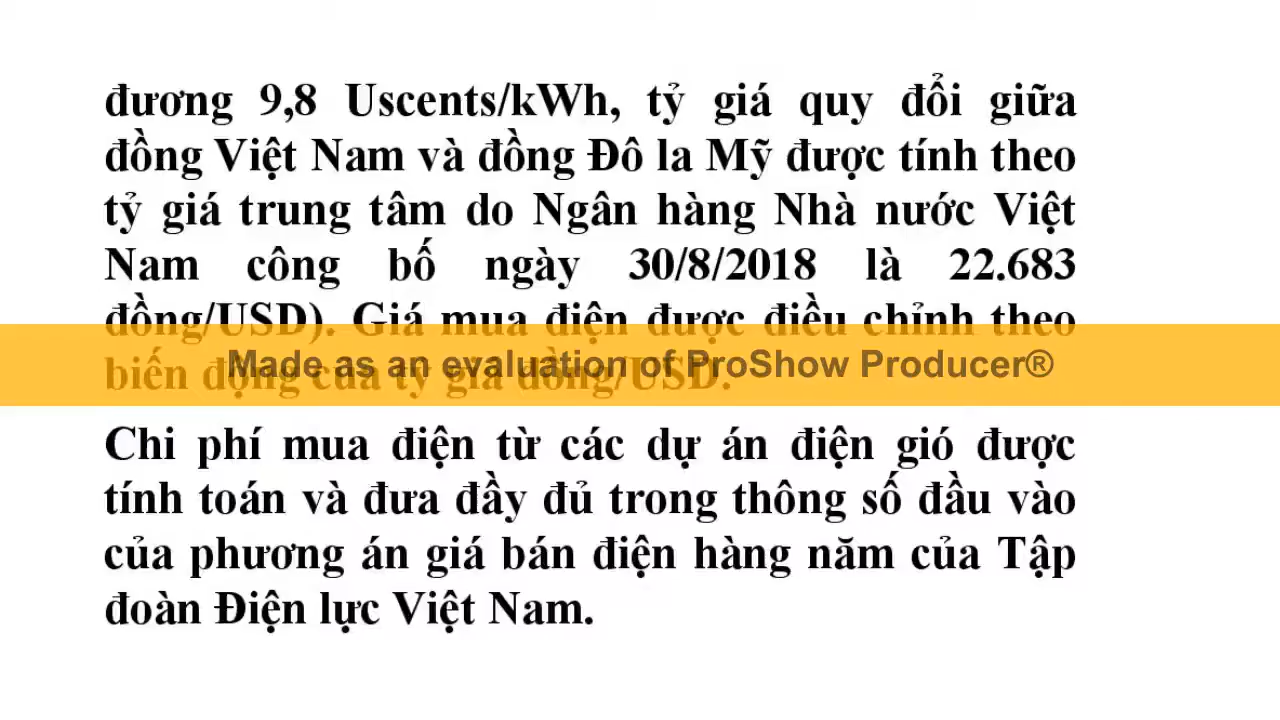 đương 9,8 Uscents/kWh, tỷ giá quy đổi giữa
đồng Việt Nam và đồng Đô la Mỹ được tính theo
tỷ giá trung tâm do Ngân hàng Nhà nước Việt
Nam công bố ngày 30/8/2018 là 22.683
đồng/USD). Giá mua điện được điều chỉnh theo
biến động của tỷ giá đồng/USD.
Made as an evaluation of ProShow Producer®
Chi phí mua điện từ các dự án điện gió được
tính toán và đưa đầy đủ trong thông số đầu vào
của phương án giá bán điện hàng năm của Tập
đoàn Điện lực Việt Nam.